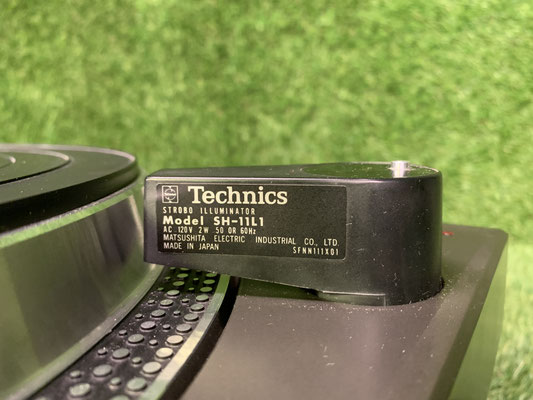 Technics
STROBO ILLUMINATOR
Model SH-11L1
AC 120V 2W 50 OR 60Hz
MATSUSHITA ELECTRIC INDUSTRIAL CO., LTD.
MADE IN JAPAN SFNN111X01